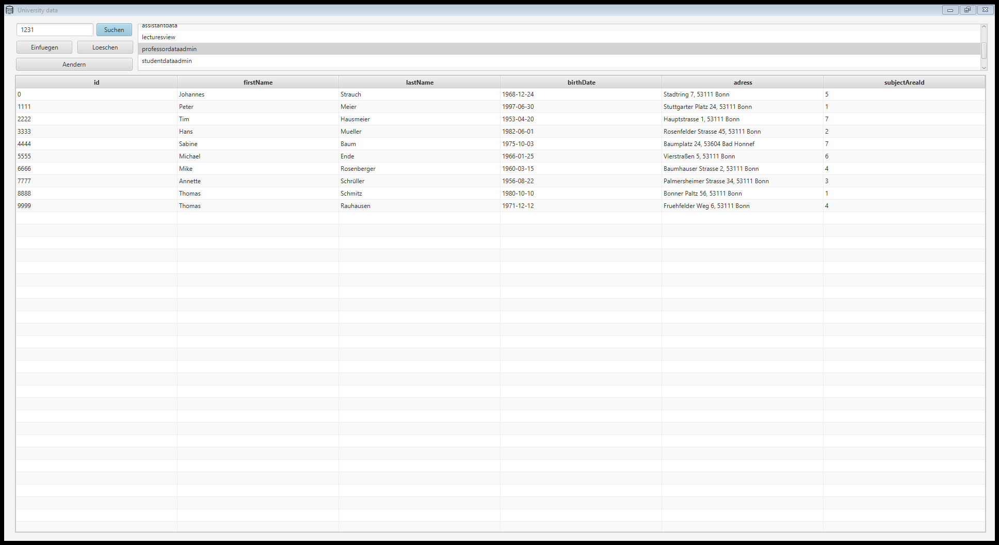 University data
1231 Suchen
Einfuegen Loeschen
Aendern
assistantdata
lecturesview
professordataadmin
studentdataadmin
id firstName lastName birthDate adress subjectAreaId
0 Johannes Strauch 1968-12-24 Stadtring 7, 53111 Bonn 5
1111 Peter Meier 1997-06-30 Stuttgarter Platz 24, 53111 Bonn 1
2222 Tim Hausmeier 1953-04-20 Hauptstrasse 1, 53111 Bonn 7
3333 Hans Mueller 1982-06-01 Rosenfelder Strasse 45, 53111 Bonn 2
4444 Sabine Baum 1975-10-03 Baumplatz 24, 53604 Bad Honnef 7
5555 Michael Ende 1966-01-25 Vierstraßen 5, 53111 Bonn 6
6666 Mike Rosenberger 1960-03-15 Baumhauser Strasse 2, 53111 Bonn 4
7777 Annette Schrüller 1956-08-22 Palmersheimer Strasse 34, 53111 Bonn 3
8888 Thomas Schmitz 1980-10-10 Bonner Paltz 56, 53111 Bonn 1
9999 Thomas Rauhausen 1971-12-12 Fruehfelder Weg 6, 53111 Bonn 4